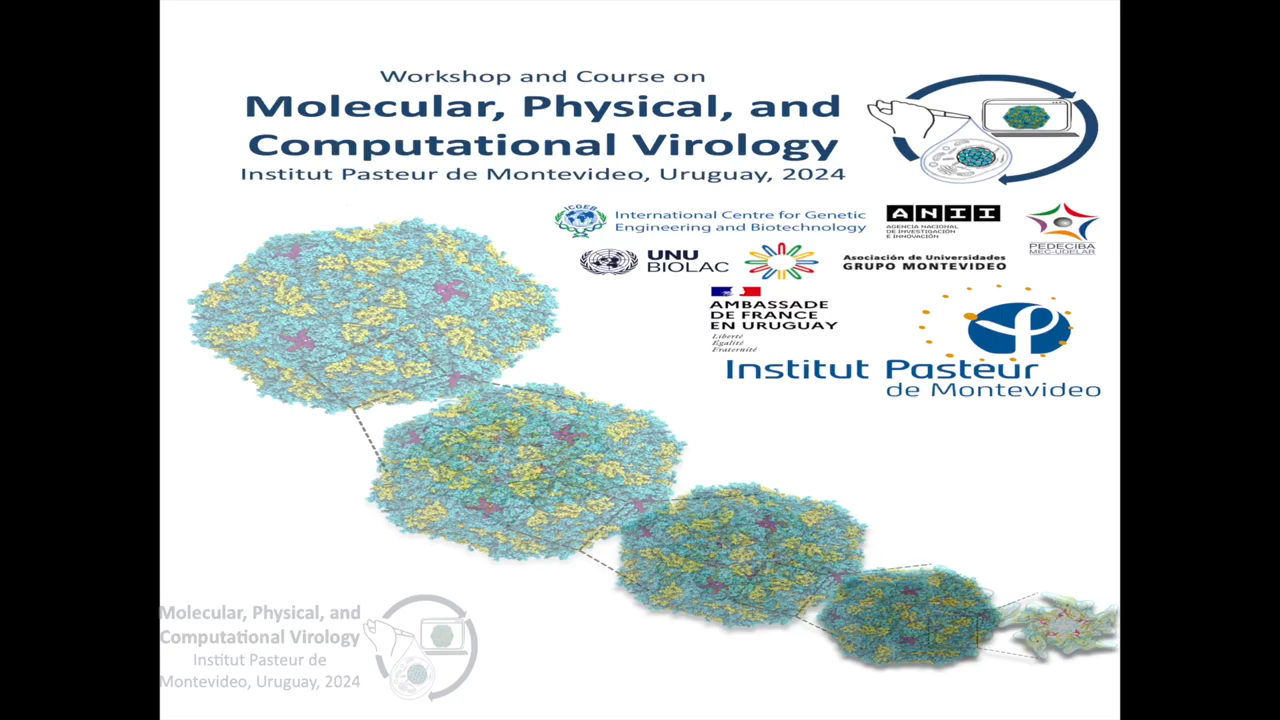 Workshop and Course on
Molecular, Physical, and
Computational Virology
Institut Pasteur de Montevideo, Uruguay, 2024
ICGEB
International Centre for Genetic
Engineering and Biotechnology
ANII
AGENCIA NACIONAL
DE INVESTIGACIÓN
E INNOVACIÓN
PEDECIBA
MEC-UDELAR
UNU
BIOLAC
Asociación de Universidades
GRUPO MONTEVIDEO
AMBASSADE
DE FRANCE
EN URUGUAY
Liberté
Égalité
Fraternité
Institut Pasteur
de Montevideo
Molecular, Physical, and
Computational Virology
Institut Pasteur de
Montevideo, Uruguay, 2024